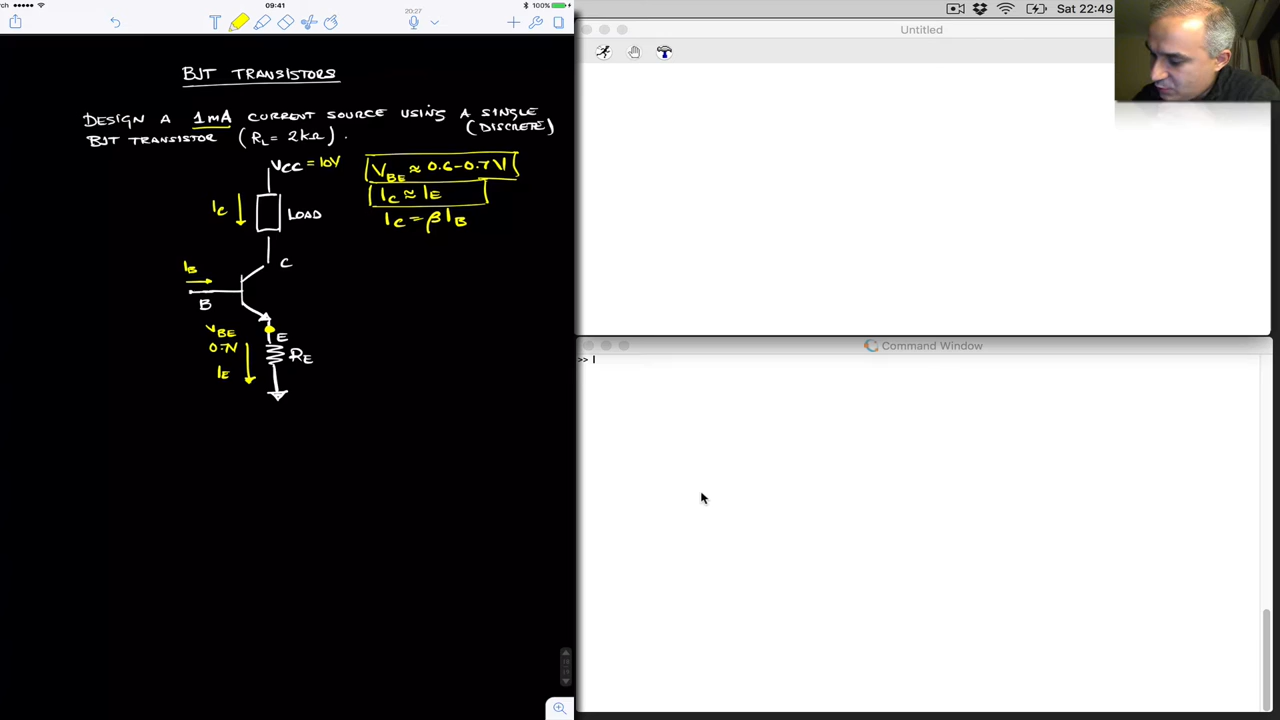 09:41
100%
20:27
Sat 22:49
Untitled
BJT TRANSISTORS
DESIGN A 1mA CURRENT SOURCE USING A SINGLE
(DISCRETE)
BJT TRANSISTOR (RL = 2kΩ).
VCC = 10V
VBE ≈ 0.6-0.7V
IC ≈ IE
IC = βIB
IC
LOAD
C
IB
B
VBE
0.7V
E
RE
IE
Command Window
>>